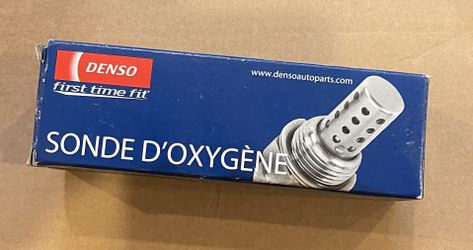 DENSO
first time fit®
www.densoautoparts.com
SONDE D'OXYGÈNE